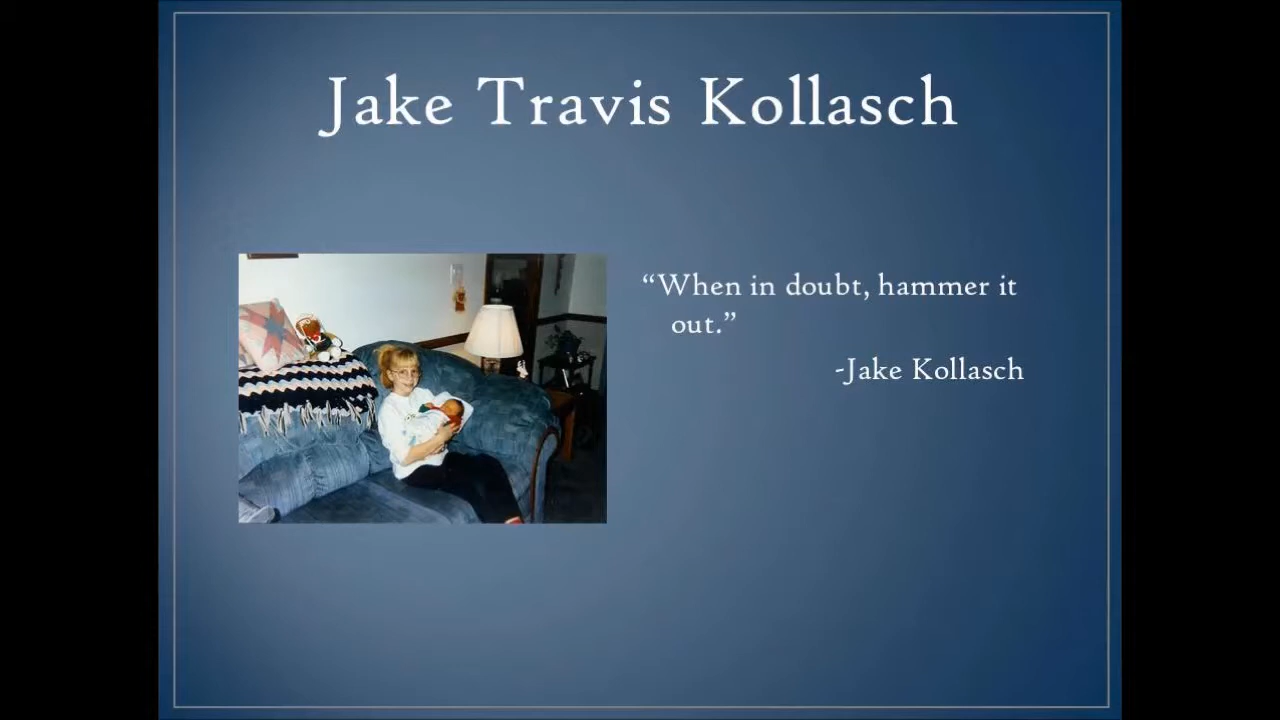 Jake Travis Kollasch
“When in doubt, hammer it
out.”
-Jake Kollasch